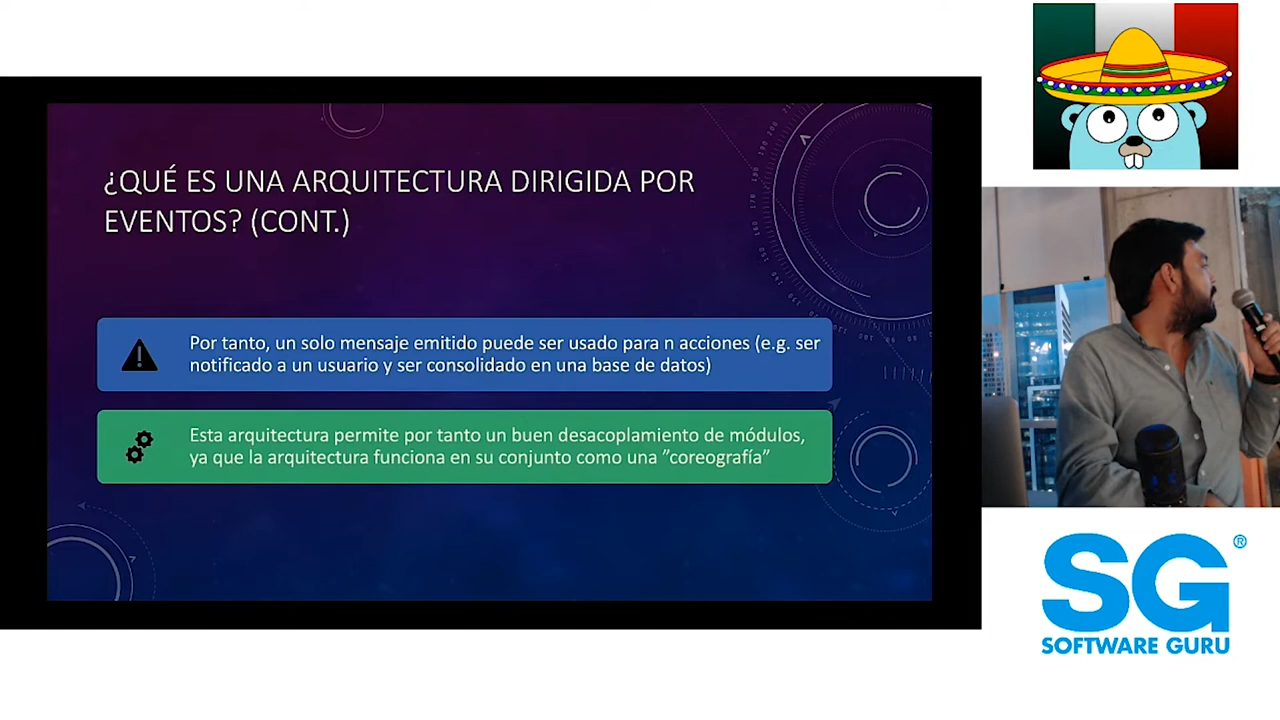 ¿QUÉ ES UNA ARQUITECTURA DIRIGIDA POR
EVENTOS? (CONT.)
Por tanto, un solo mensaje emitido puede ser usado para n acciones (e.g. ser
notificado a un usuario y ser consolidado en una base de datos)
Esta arquitectura permite por tanto un buen desacoplamiento de módulos,
ya que la arquitectura funciona en su conjunto como una ”coreografía”
SG®
SOFTWARE GURU